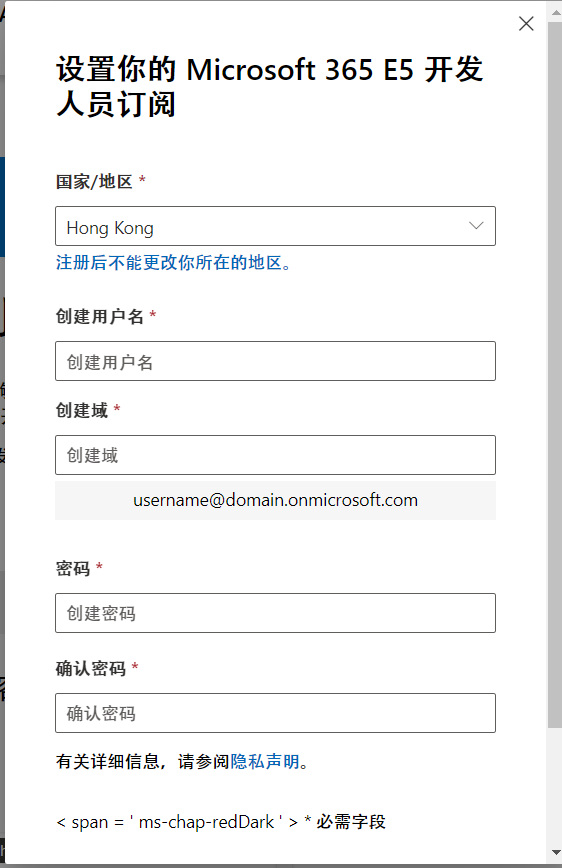 设置你的 Microsoft 365 E5 开发
人员订阅
国家/地区 *
Hong Kong
注册后不能更改你所在的地区。
创建用户名 *
创建用户名
创建域 *
创建域
username@domain.onmicrosoft.com
密码 *
创建密码
确认密码 *
确认密码
有关详细信息，请参阅隐私声明。
< span = ' ms-chap-redDark ' > * 必需字段